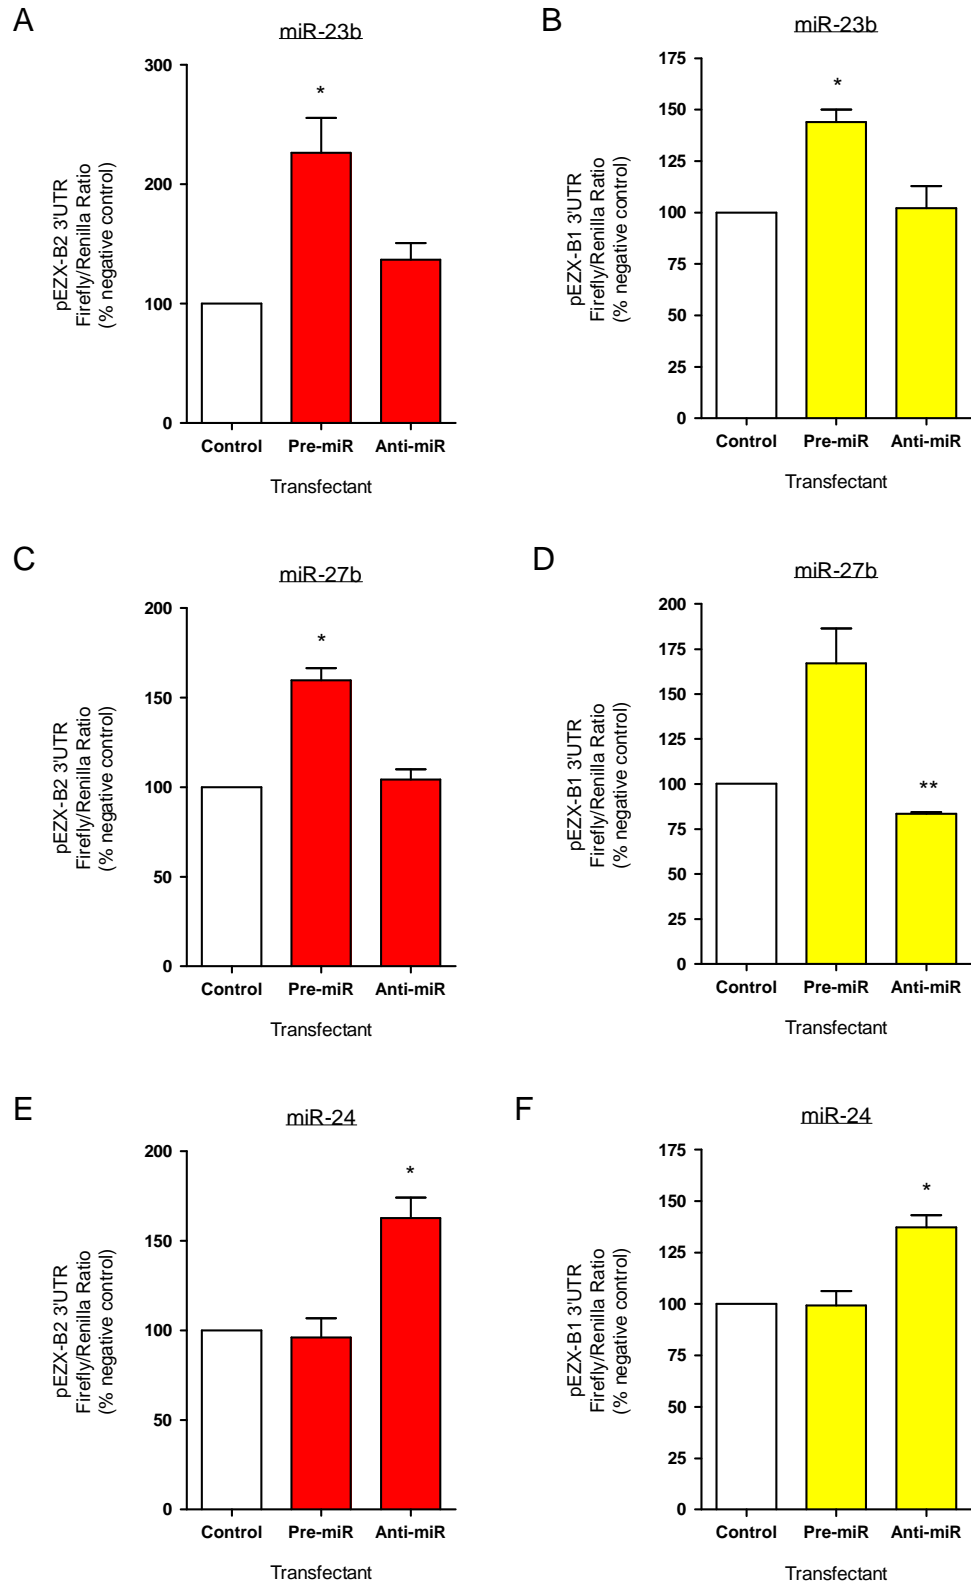 A
miR-23b
pEZX-B2 3'UTR
Firefly/Renilla Ratio
(% negative control)
300
200
100
0
*
Control Pre-miR Anti-miR
Transfectant
B
miR-23b
pEZX-B1 3'UTR
Firefly/Renilla Ratio
(% negative control)
175
150
125
100
75
50
25
0
*
Control Pre-miR Anti-miR
Transfectant
C
miR-27b
pEZX-B2 3'UTR
Firefly/Renilla Ratio
(% negative control)
200
150
100
50
0
*
Control Pre-miR Anti-miR
Transfectant
D
miR-27b
pEZX-B1 3'UTR
Firefly/Renilla Ratio
(% negative control)
200
175
150
125
100
75
50
25
0
**
Control Pre-miR Anti-miR
Transfectant
E
miR-24
pEZX-B2 3'UTR
Firefly/Renilla Ratio
(% negative control)
200
150
100
50
0
*
Control Pre-miR Anti-miR
Transfectant
F
miR-24
pEZX-B1 3'UTR
Firefly/Renilla Ratio
(% negative control)
175
150
125
100
75
50
25
0
*
Control Pre-miR Anti-miR
Transfectant